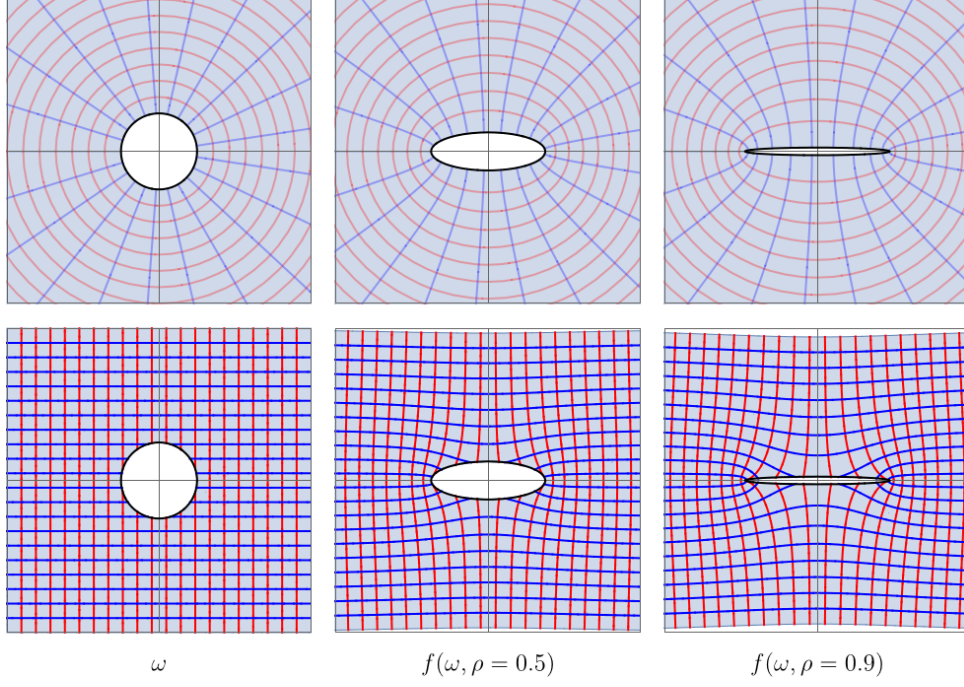 ω
f(ω, ρ = 0.5)
f(ω, ρ = 0.9)